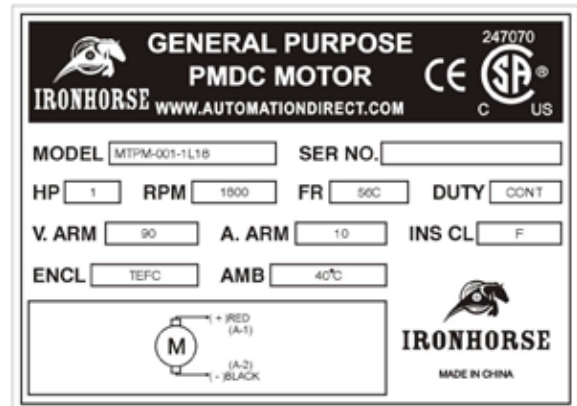 GENERAL PURPOSE
PMDC MOTOR
WWW.AUTOMATIONDIRECT.COM
IRONHORSE
CE
247070
SA ®
C US
MODEL MTPM-001-1L18
SER NO.
HP 1 RPM 1800 FR 56C DUTY CONT
V. ARM 90 A. ARM 10 INS CL F
ENCL TEFC AMB 40°C
M
(+)RED
(A-1)
(A-2)
(-)BLACK
IRONHORSE
MADE IN CHINA